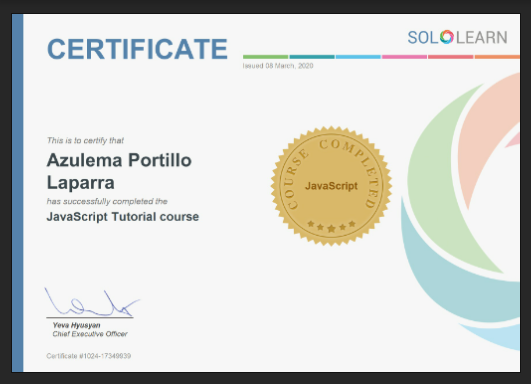 CERTIFICATE
SOLOLEARN
Issued 08 March, 2020
This is to certify that
Azulema Portillo
Laparra
has successfully completed the
JavaScript Tutorial course
COURSE COMPLETED
JavaScript
Yeva Hyusyan
Chief Executive Officer
Certificate #1024-17349839